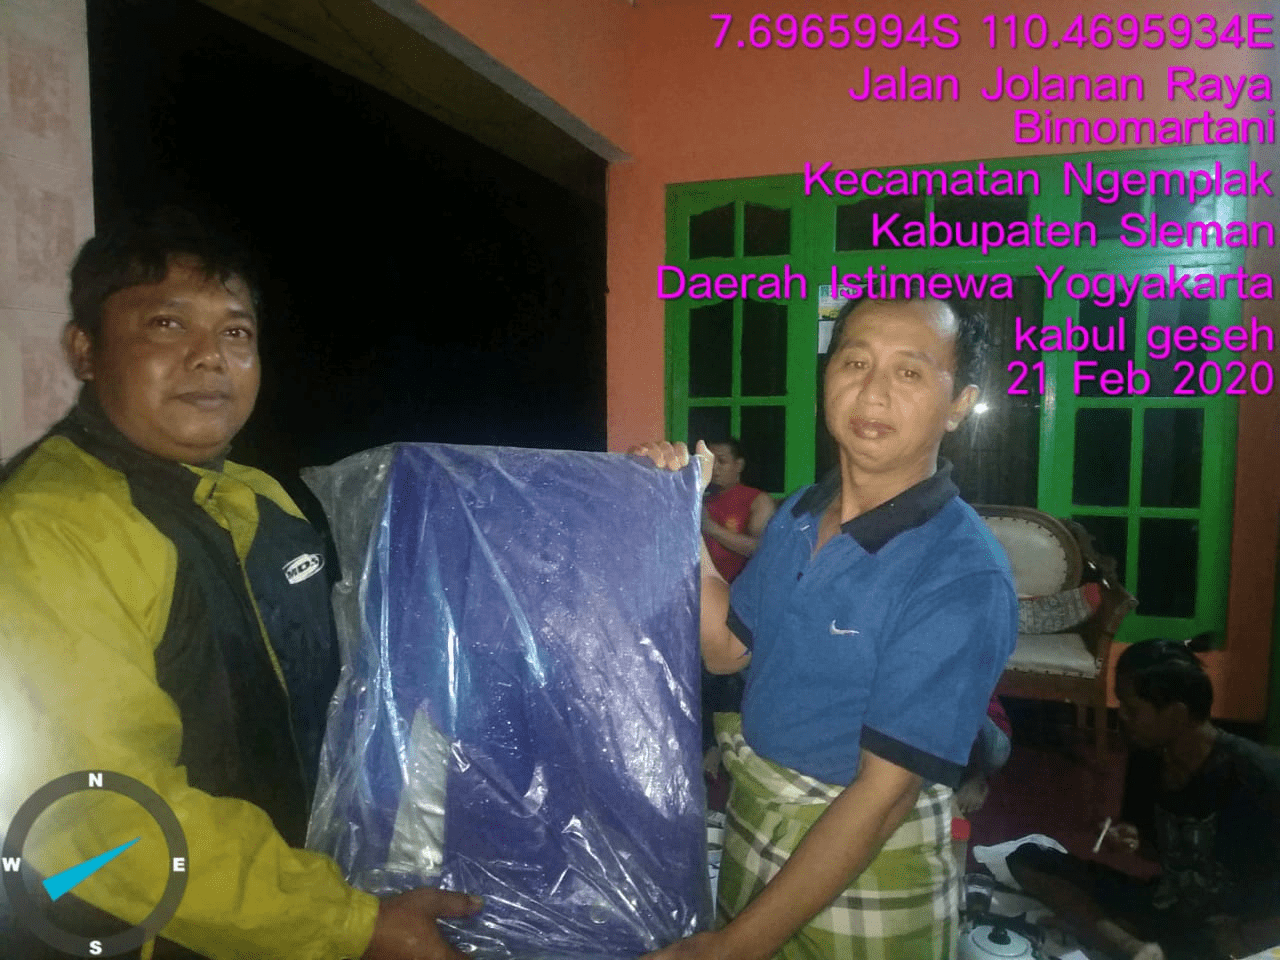 7.6965994S 110.4695934E
Jalan Jolanan Raya
Bimomartani
Kecamatan Ngemplak
Kabupaten Sleman
Daerah Istimewa Yogyakarta
kabul geseh
21 Feb 2020
MDS
N
W E
S